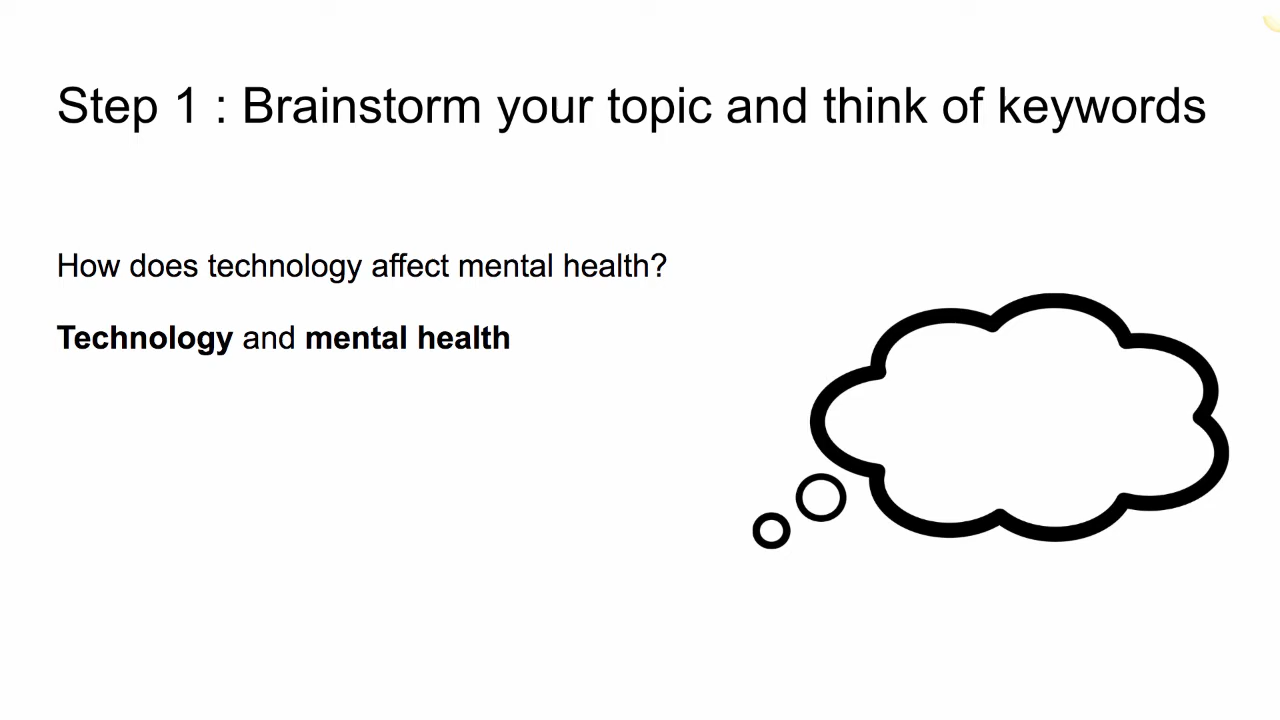 Step 1 : Brainstorm your topic and think of keywords
How does technology affect mental health?
Technology and mental health